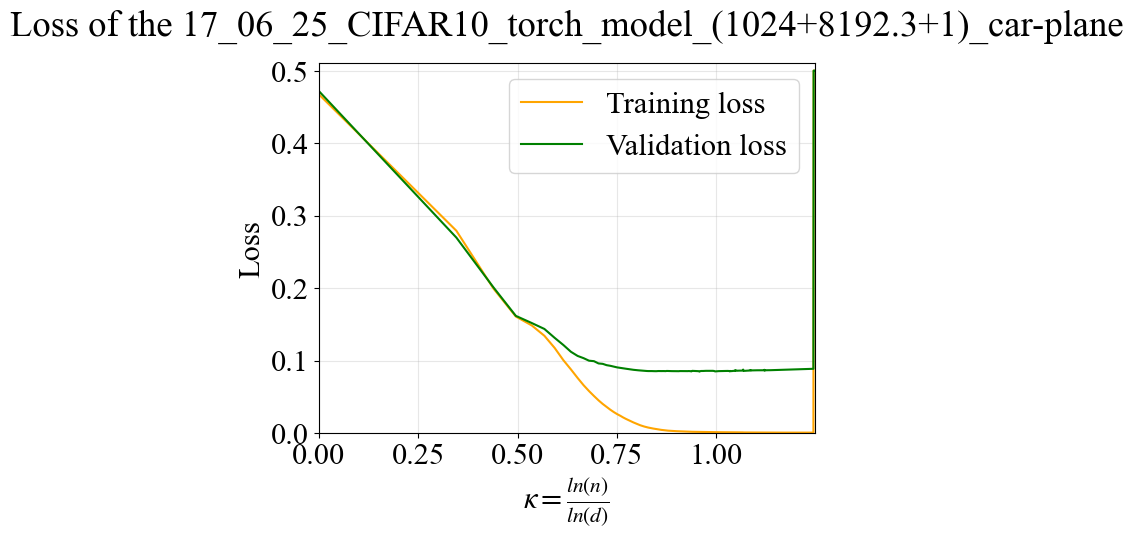 Loss of the 17_06_25_CIFAR10_torch_model_(1024+8192.3+1)_car-plane
Training loss
Validation loss
Loss
0.5
0.4
0.3
0.2
0.1
0.0
0.00 0.25 0.50 0.75 1.00
κ = ln(n)/ln(d)